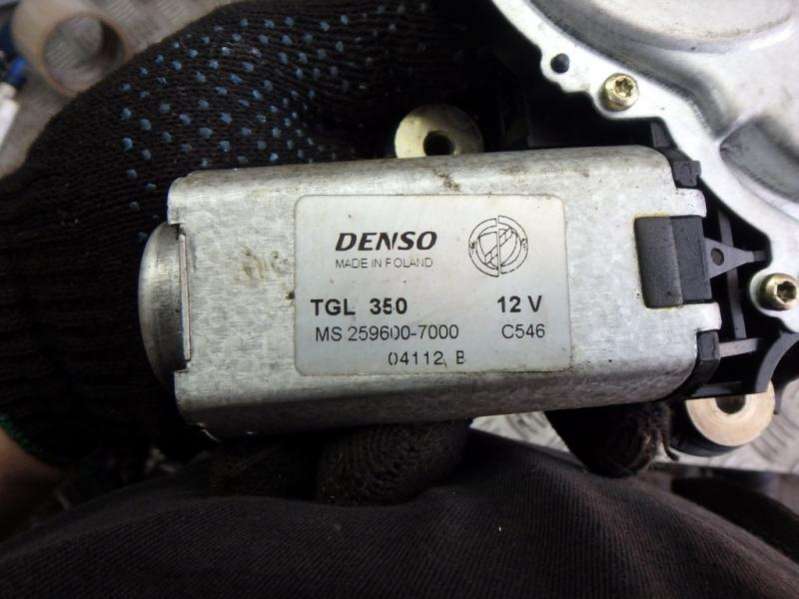 DENSO
MADE IN POLAND
TGL 350 12 V
MS 259600-7000 C546
04112 B